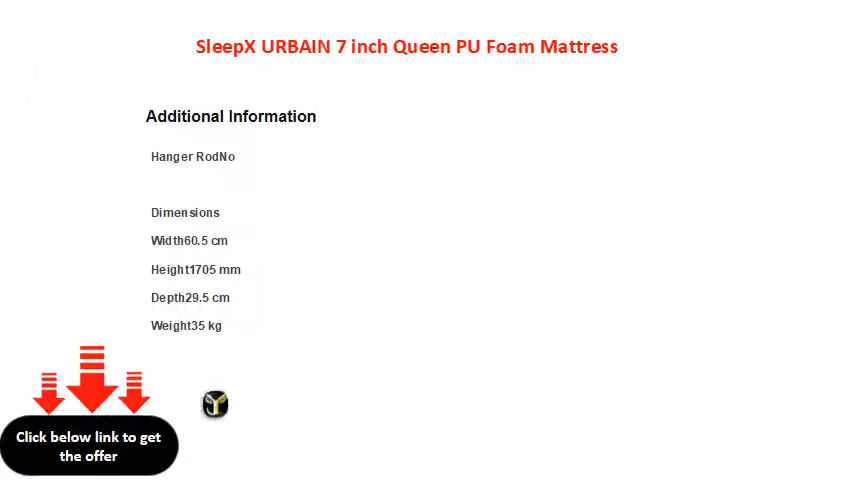 SleepX URBAIN 7 inch Queen PU Foam Mattress
Additional Information
Hanger RodNo
Dimensions
Width60.5 cm
Height1705 mm
Depth29.5 cm
Weight35 kg
Click below link to get
the offer